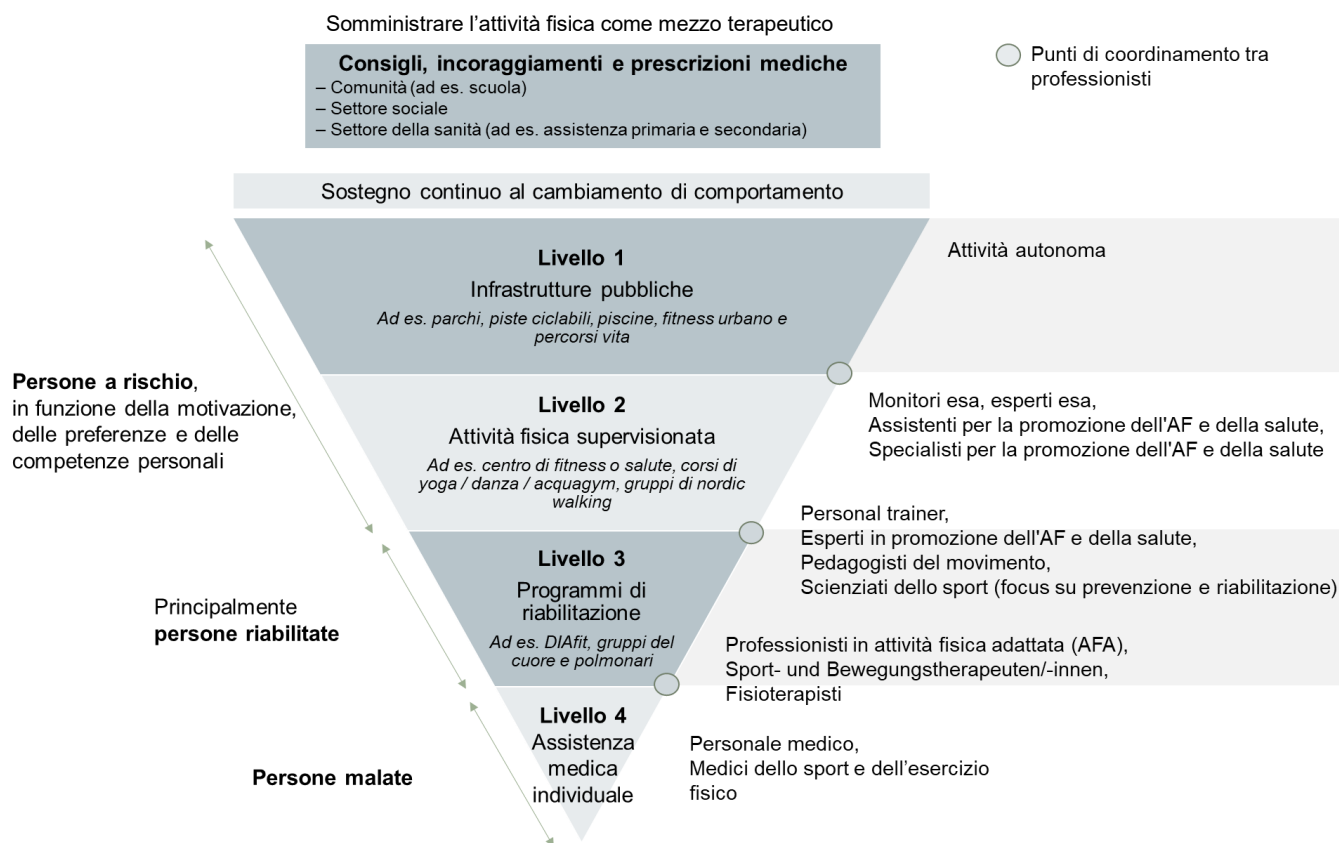 Somministrare l’attività fisica come mezzo terapeutico
Consigli, incoraggiamenti e prescrizioni mediche
– Comunità (ad es. scuola)
– Settore sociale
– Settore della sanità (ad es. assistenza primaria e secondaria)
Punti di coordinamento tra
professionisti
Sostegno continuo al cambiamento di comportamento
Livello 1
Infrastrutture pubbliche
Ad es. parchi, piste ciclabili, piscine, fitness urbano e
percorsi vita
Attività autonoma
Persone a rischio,
in funzione della motivazione,
delle preferenze e delle
competenze personali
Livello 2
Attività fisica supervisionata
Ad es. centro di fitness o salute, corsi di
yoga / danza / acquagym, gruppi di nordic
walking
Monitori esa, esperti esa,
Assistenti per la promozione dell'AF e della salute,
Specialisti per la promozione dell'AF e della salute
Personal trainer,
Esperti in promozione dell'AF e della salute,
Pedagogisti del movimento,
Scienziati dello sport (focus su prevenzione e riabilitazione)
Principalmente
persone riabilitate
Livello 3
Programmi di
riabilitazione
Ad es. DIAfit, gruppi del
cuore e polmonari
Professionisti in attività fisica adattata (AFA),
Sport- und Bewegungstherapeuten/-innen,
Fisioterapisti
Persone malate
Livello 4
Assistenza
medica
individuale
Personale medico,
Medici dello sport e dell’esercizio
fisico